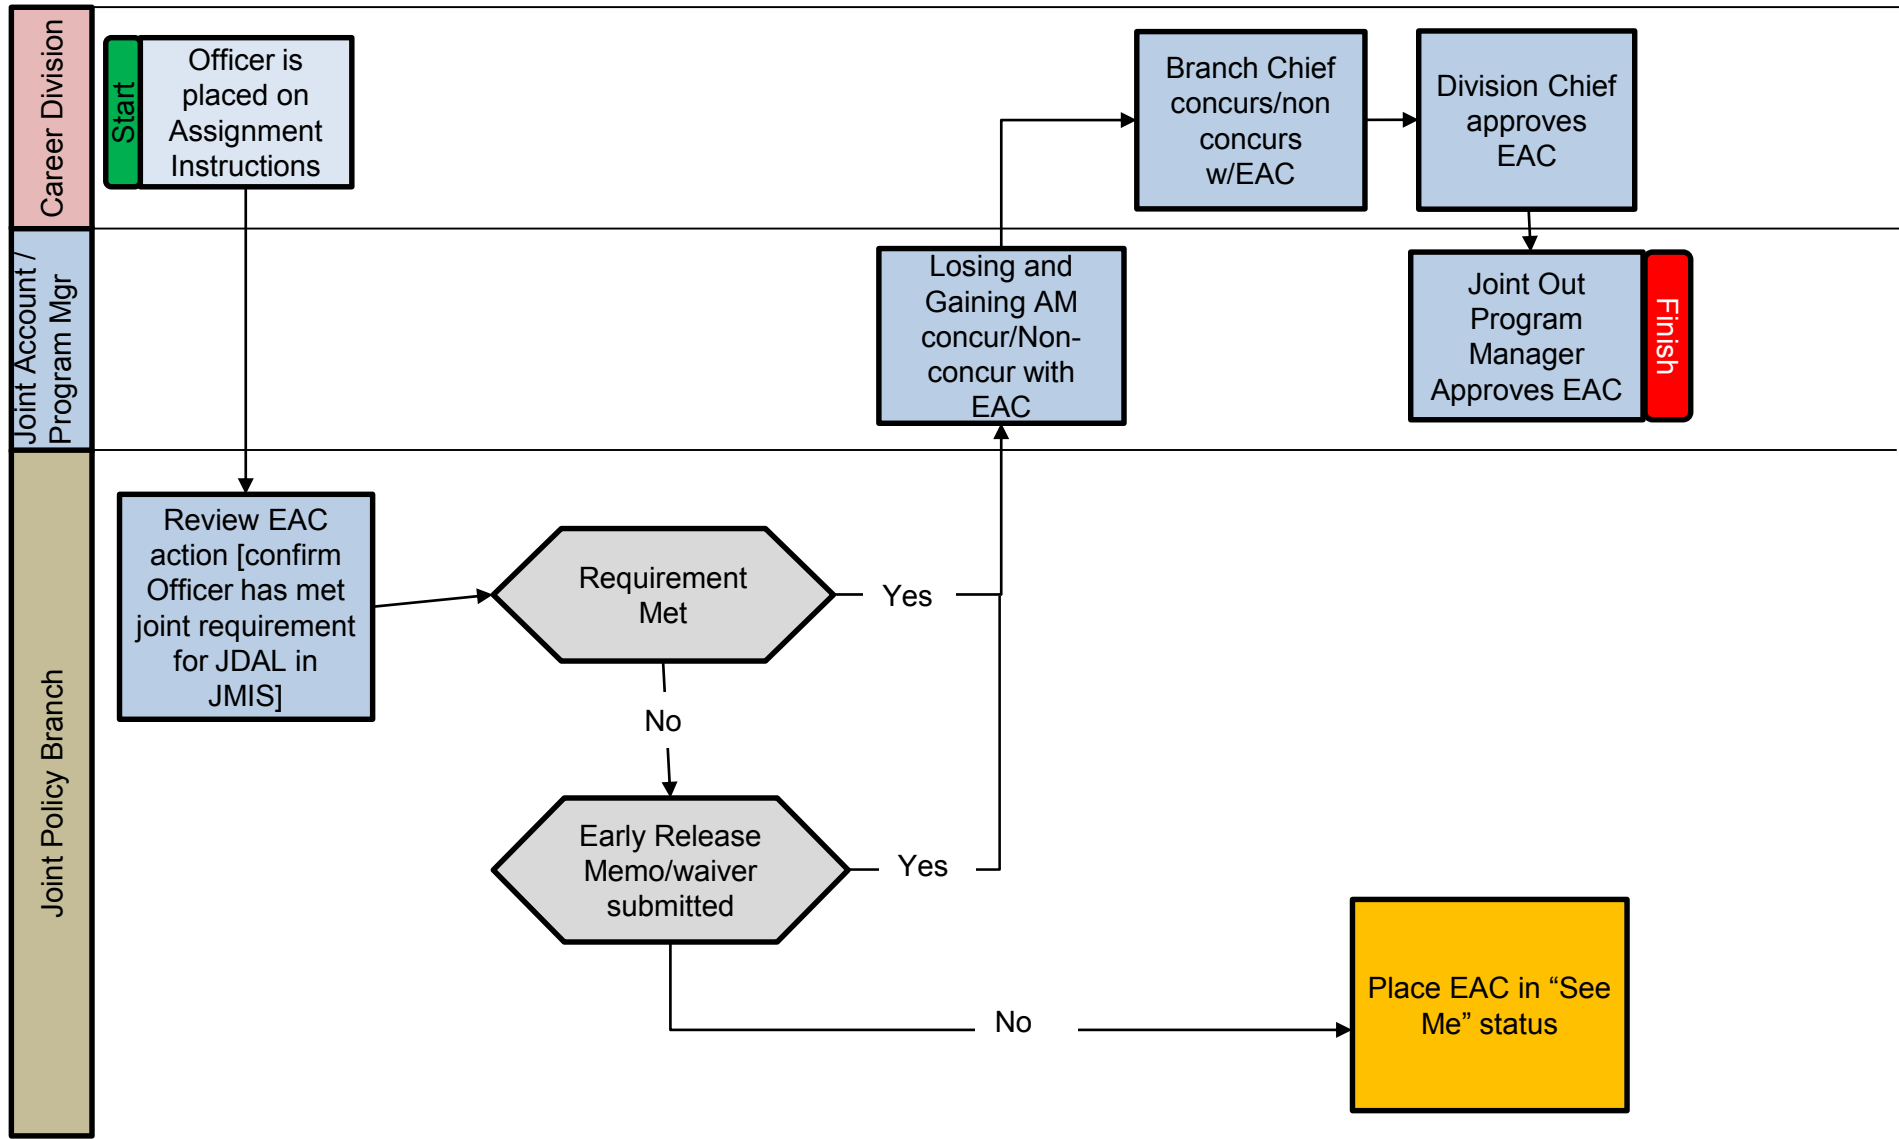 Career Division
Start
Officer is
placed on
Assignment
Instructions
Branch Chief
concurs/non
concurs
w/EAC
Division Chief
approves
EAC
Joint Account /
Program Mgr
Losing and
Gaining AM
concur/Non-
concur with
EAC
Joint Out
Program
Manager
Approves EAC
Finish
Joint Policy Branch
Review EAC
action [confirm
Officer has met
joint requirement
for JDAL in
JMIS]
Requirement
Met
Yes
No
Early Release
Memo/waiver
submitted
Yes
No
Place EAC in “See
Me” status